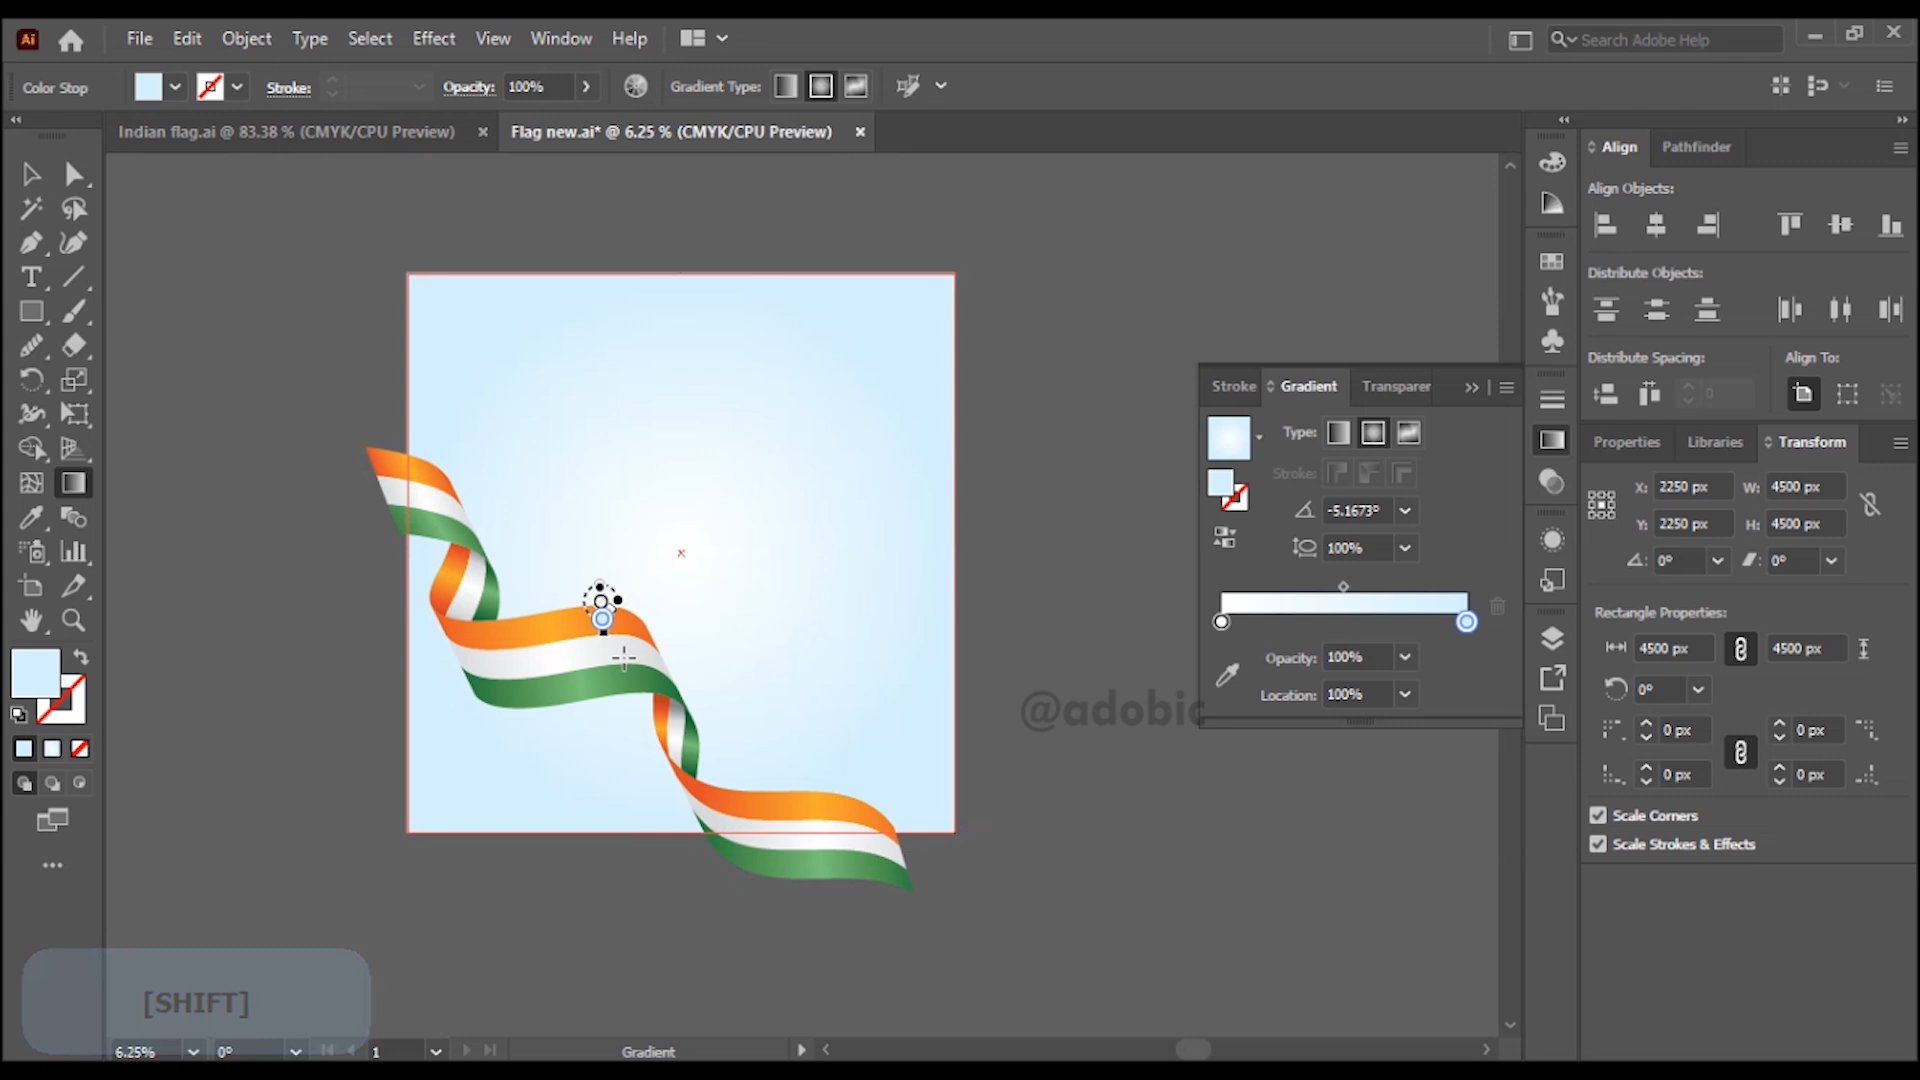 Ai File Edit Object Type Select Effect View Window Help Search Adobe Help
Color Stop Stroke: Opacity: 100% Gradient Type:
Indian flag.ai @ 83.38 % (CMYK/CPU Preview) Flag new.ai* @ 6.25 % (CMYK/CPU Preview)
Align Pathfinder
Align Objects:
Distribute Objects:
Distribute Spacing: Align To:
0
Stroke Gradient Transparer
Type:
Stroke:
-5.1673°
100%
Opacity: 100%
Location: 100%
Properties Libraries Transform
X: 2250 px W: 4500 px
Y: 2250 px H: 4500 px
0° 0°
Rectangle Properties:
4500 px 4500 px
0°
0 px 0 px
0 px 0 px
Scale Corners
Scale Strokes & Effects
@adobic
[SHIFT]
6.25% 0° 1 Gradient